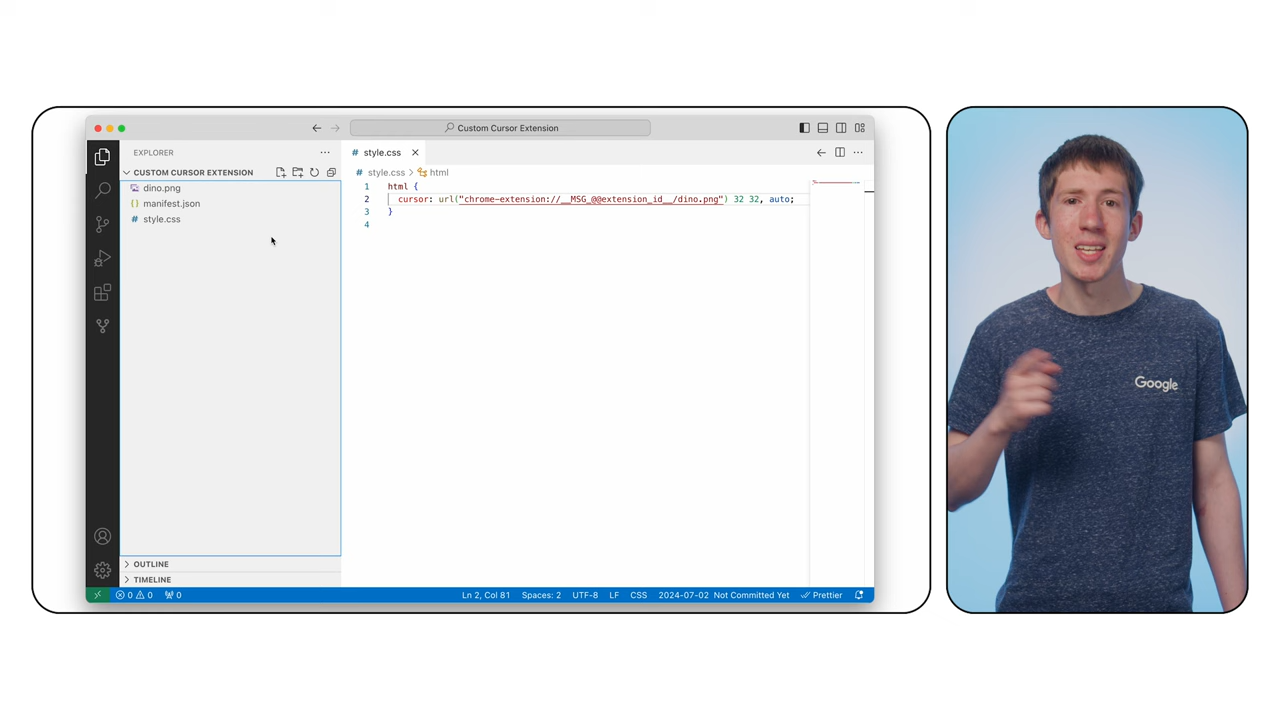 Custom Cursor Extension
EXPLORER
style.css
CUSTOM CURSOR EXTENSION
style.css > html
dino.png
manifest.json
style.css
1 html {
2 cursor: url("chrome-extension://__MSG_@@extension_id__/dino.png") 32 32, auto;
3 }
4
Google
OUTLINE
TIMELINE
0 0 0 Ln 2, Col 81 Spaces: 2 UTF-8 LF CSS 2024-07-02 Not Committed Yet Prettier